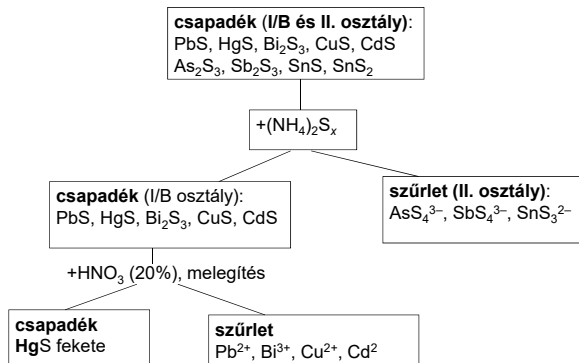 csapadék (I/B és II. osztály):
PbS, HgS, Bi₂S₃, CuS, CdS
As₂S₃, Sb₂S₃, SnS, SnS₂
+(NH₄)₂Sₓ
csapadék (I/B osztály):
PbS, HgS, Bi₂S₃, CuS, CdS
szűrlet (II. osztály):
AsS₄³⁻, SbS₄³⁻, SnS₃²⁻
+HNO₃ (20%), melegítés
csapadék
HgS fekete
szűrlet
Pb²⁺, Bi³⁺, Cu²⁺, Cd²